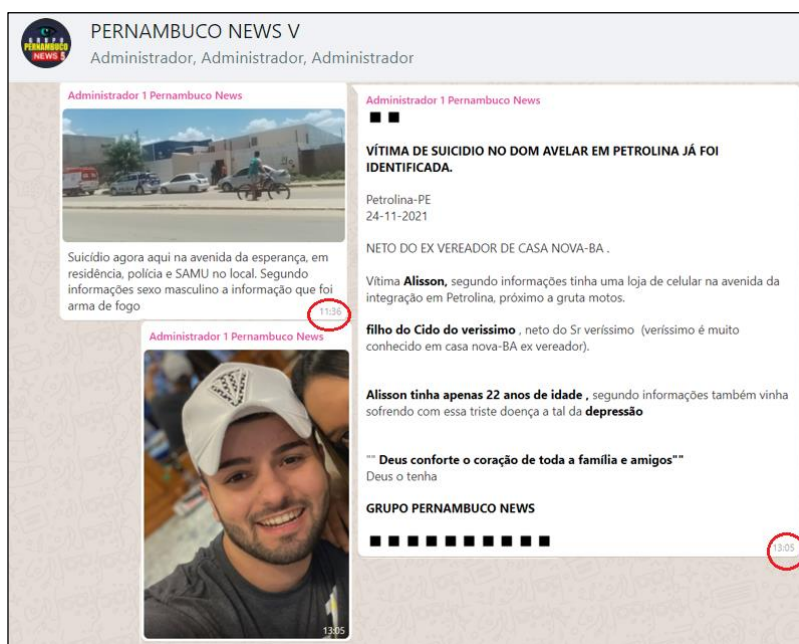 GRUPO
PERNAMBUCO
NEWS 5
PERNAMBUCO NEWS V
Administrador, Administrador, Administrador
Administrador 1 Pernambuco News
Suicídio agora aqui na avenida da esperança, em
residência, polícia e SAMU no local. Segundo
informações sexo masculino a informação que foi
arma de fogo
11:36
Administrador 1 Pernambuco News
13:05
Administrador 1 Pernambuco News
VÍTIMA DE SUICIDIO NO DOM AVELAR EM PETROLINA JÁ FOI
IDENTIFICADA.
Petrolina-PE
24-11-2021
NETO DO EX VEREADOR DE CASA NOVA-BA .
Vítima Alisson, segundo informações tinha uma loja de celular na avenida da
integração em Petrolina, próximo a gruta motos.
filho do Cido do verissimo , neto do Sr veríssimo (veríssimo é muito
conhecido em casa nova-BA ex vereador).
Alisson tinha apenas 22 anos de idade , segundo informações também vinha
sofrendo com essa triste doença a tal da depressão
"" Deus conforte o coração de toda a família e amigos""
Deus o tenha
GRUPO PERNAMBUCO NEWS
13:05